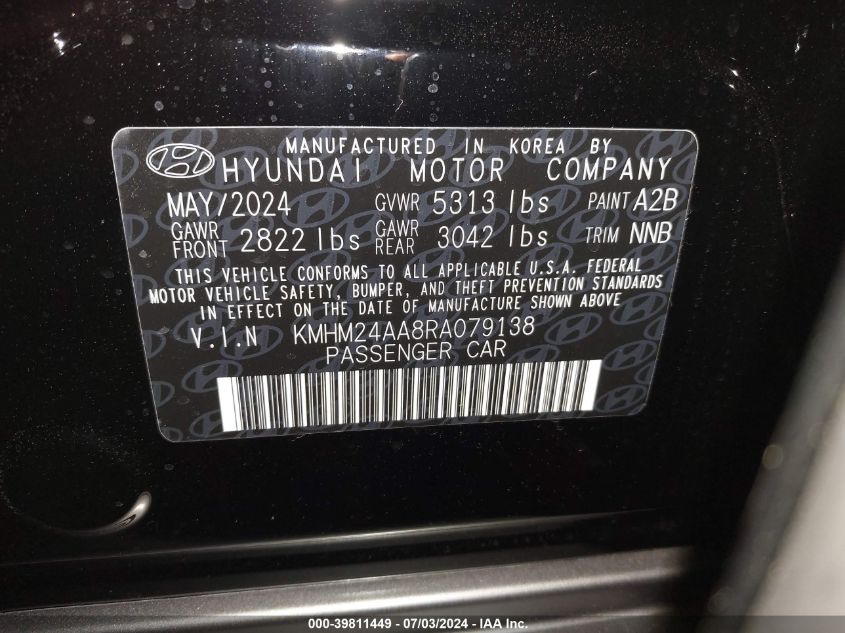 MANUFACTURED IN KOREA BY
HYUNDAI MOTOR COMPANY
MAY/2024 GVWR 5313 lbs PAINT A2B
GAWR FRONT 2822 lbs GAWR REAR 3042 lbs TRIM NNB
THIS VEHICLE CONFORMS TO ALL APPLICABLE U.S.A. FEDERAL
MOTOR VEHICLE SAFETY, BUMPER, AND THEFT PREVENTION STANDARDS
IN EFFECT ON THE DATE OF MANUFACTURE SHOWN ABOVE
V.I.N KMHM24AA8RA079138
PASSENGER CAR
000-39811449 - 07/03/2024 - IAA Inc.